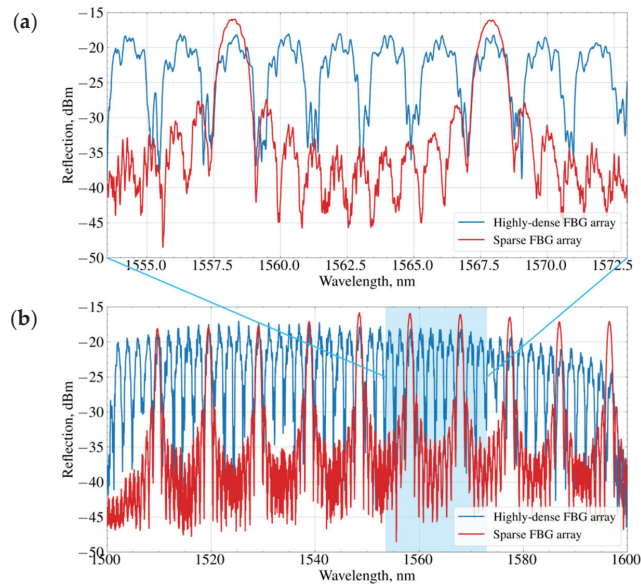 (a)
−15
−20
−25
−30
−35
−40
−45
−50
Reflection, dBm
Highly-dense FBG array
Sparse FBG array
1555.0 1557.5 1560.0 1562.5 1565.0 1567.5 1570.0 1572.5
Wavelength, nm
(b)
−15
−20
−25
−30
−35
−40
−45
−50
Reflection, dBm
Highly-dense FBG array
Sparse FBG array
1500 1520 1540 1560 1580 1600
Wavelength, nm